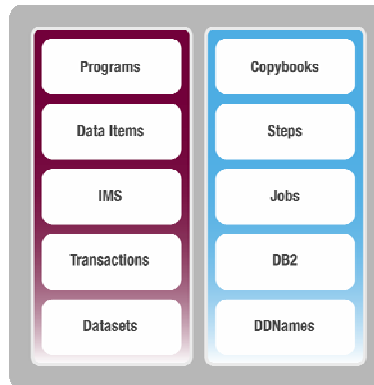 Programs
Data Items
IMS
Transactions
Datasets
Copybooks
Steps
Jobs
DB2
DDNames